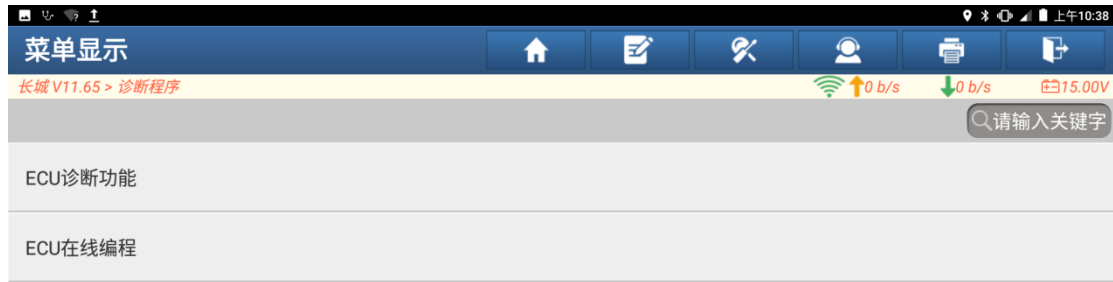 上午10:38
菜单显示
长城 V11.65 > 诊断程序 0 b/s 0 b/s 15.00V
请输入关键字
ECU诊断功能
ECU在线编程